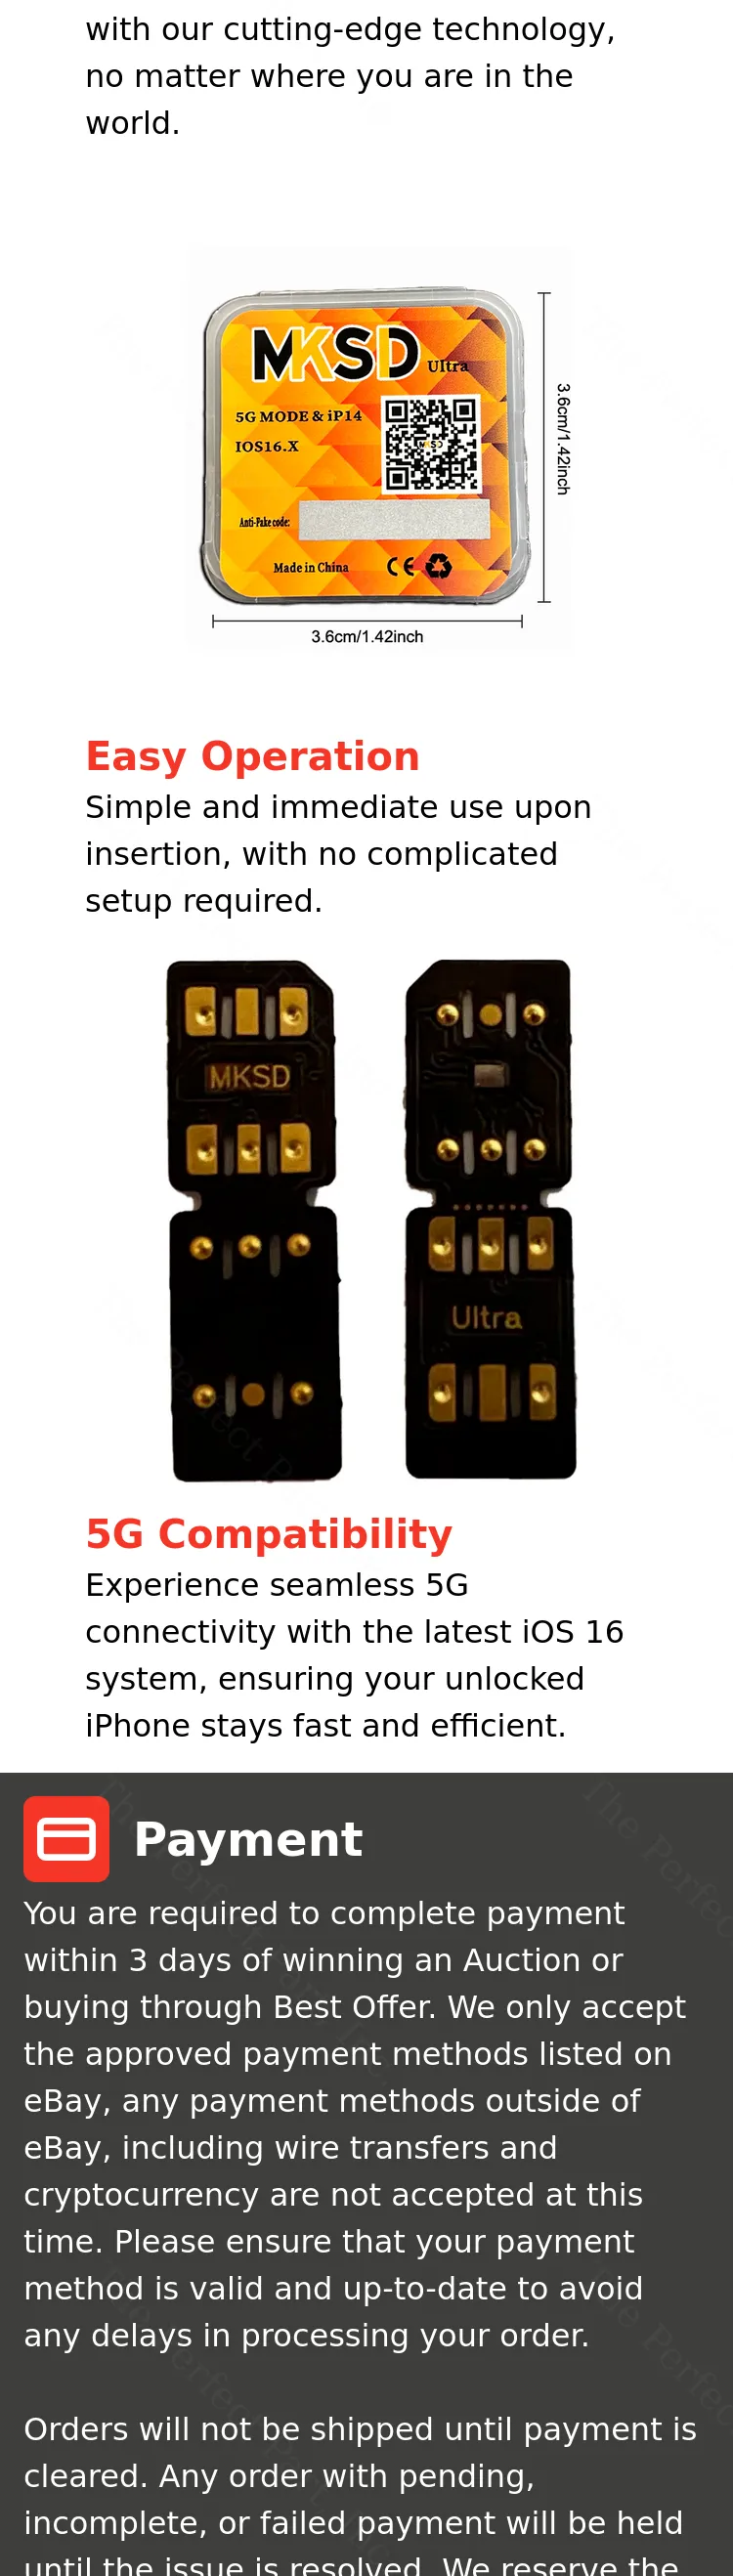 with our cutting-edge technology,
no matter where you are in the
world.
MKSD Ultra
5G MODE & iP14
IOS16.X
MKSD
Anti-Fake code:
Made in China CE
3.6cm/1.42inch
3.6cm/1.42inch
Easy Operation
Simple and immediate use upon
insertion, with no complicated
setup required.
MKSD
Ultra
5G Compatibility
Experience seamless 5G
connectivity with the latest iOS 16
system, ensuring your unlocked
iPhone stays fast and efficient.
Payment
You are required to complete payment
within 3 days of winning an Auction or
buying through Best Offer. We only accept
the approved payment methods listed on
eBay, any payment methods outside of
eBay, including wire transfers and
cryptocurrency are not accepted at this
time. Please ensure that your payment
method is valid and up-to-date to avoid
any delays in processing your order.
Orders will not be shipped until payment is
cleared. Any order with pending,
incomplete, or failed payment will be held
until the issue is resolved. We reserve the